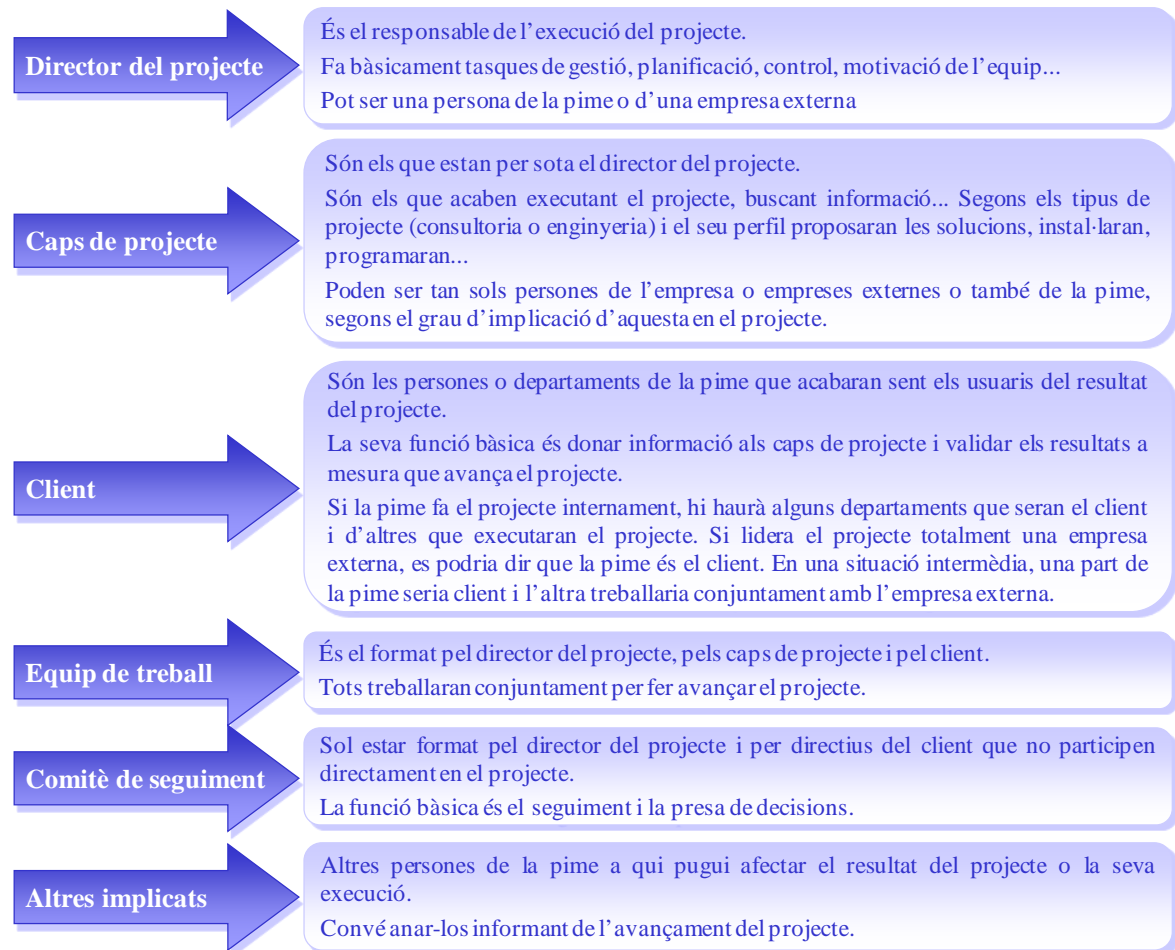 Director del projecte
És el responsable de l'execució del projecte.
Fa bàsicament tasques de gestió, planificació, control, motivació de l'equip...
Pot ser una persona de la pime o d'una empresa externa
Caps de projecte
Són els que estan per sota el director del projecte.
Són els que acaben executant el projecte, buscant informació... Segons els tipus de
projecte (consultoria o enginyeria) i el seu perfil proposaran les solucions, instal·laran,
programaran...
Poden ser tan sols persones de l'empresa o empreses externes o també de la pime,
segons el grau d'implicació d'aquesta en el projecte.
Client
Són les persones o departaments de la pime que acabaran sent els usuaris del resultat
del projecte.
La seva funció bàsica és donar informació als caps de projecte i validar els resultats a
mesura que avança el projecte.
Si la pime fa el projecte internament, hi haurà alguns departaments que seran el client
i d'altres que executaran el projecte. Si lidera el projecte totalment una empresa
externa, es podria dir que la pime és el client. En una situació intermèdia, una part de
la pime seria client i l'altra treballaria conjuntament amb l'empresa externa.
Equip de treball
És el format pel director del projecte, pels caps de projecte i pel client.
Tots treballaran conjuntament per fer avançar el projecte.
Comitè de seguiment
Sol estar format pel director del projecte i per directius del client que no participen
directament en el projecte.
La funció bàsica és el seguiment i la presa de decisions.
Altres implicats
Altres persones de la pime a qui pugui afectar el resultat del projecte o la seva
execució.
Convé anar-los informant de l'avançament del projecte.